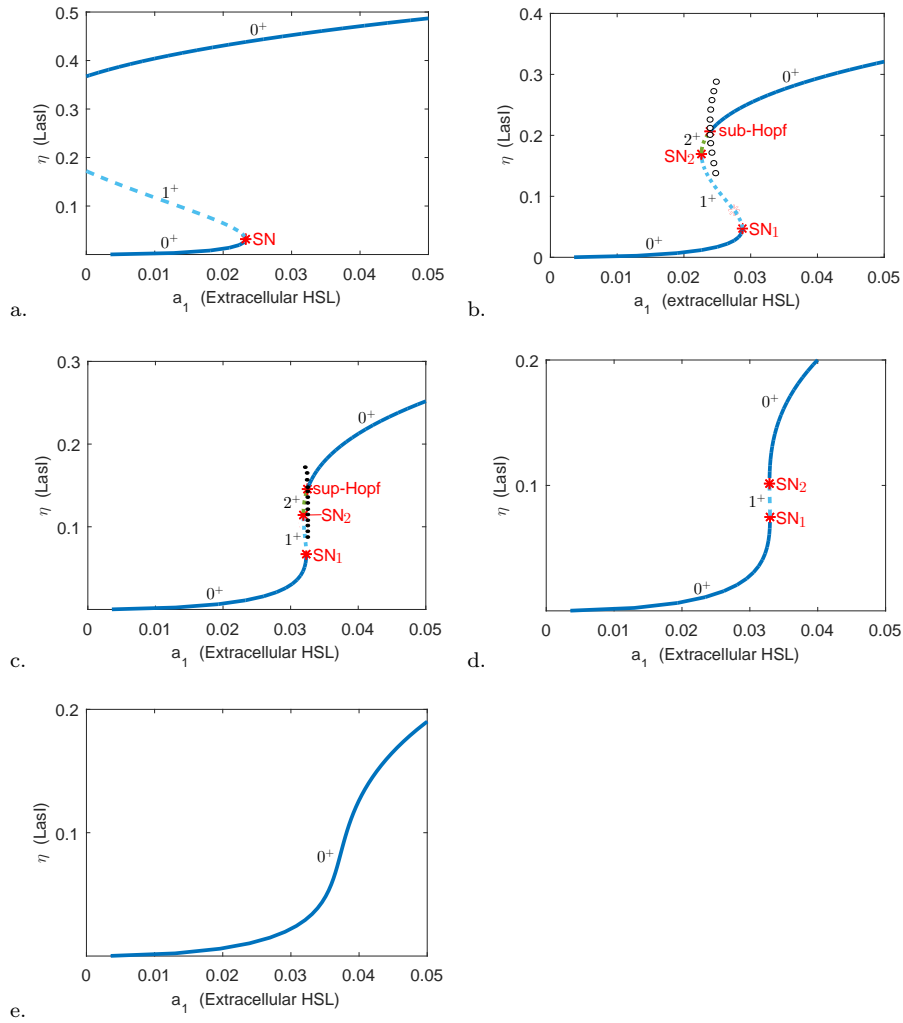 0.5
0.4
0.3
0.2
0.1
η (LasI)
0⁺
1⁺
0⁺
SN
0 0.01 0.02 0.03 0.04 0.05
a₁ (Extracellular HSL)
a.
0.4
0.3
0.2
0.1
0
η (LasI)
0⁺
sub-Hopf
2⁺
SN₂
1⁺
SN₁
0⁺
0 0.01 0.02 0.03 0.04 0.05
a₁ (extracellular HSL)
b.
0.3
0.2
0.1
η (LasI)
0⁺
sup-Hopf
2⁺
SN₂
1⁺
SN₁
0⁺
0 0.01 0.02 0.03 0.04 0.05
a₁ (Extracellular HSL)
c.
0.2
0.1
η (LasI)
0⁺
SN₂
1⁺
SN₁
0⁺
0 0.01 0.02 0.03 0.04 0.05
a₁ (Extracellular HSL)
d.
0.2
0.1
η (LasI)
0⁺
0 0.01 0.02 0.03 0.04 0.05
a₁ (Extracellular HSL)
e.